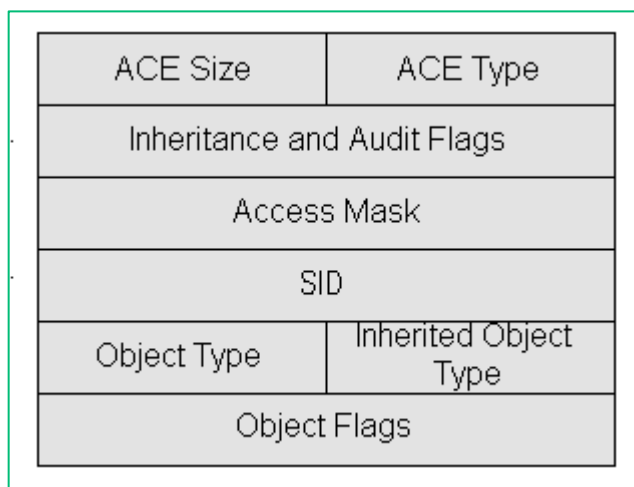 ACE Size ACE Type
Inheritance and Audit Flags
Access Mask
SID
Object Type Inherited Object
Type
Object Flags